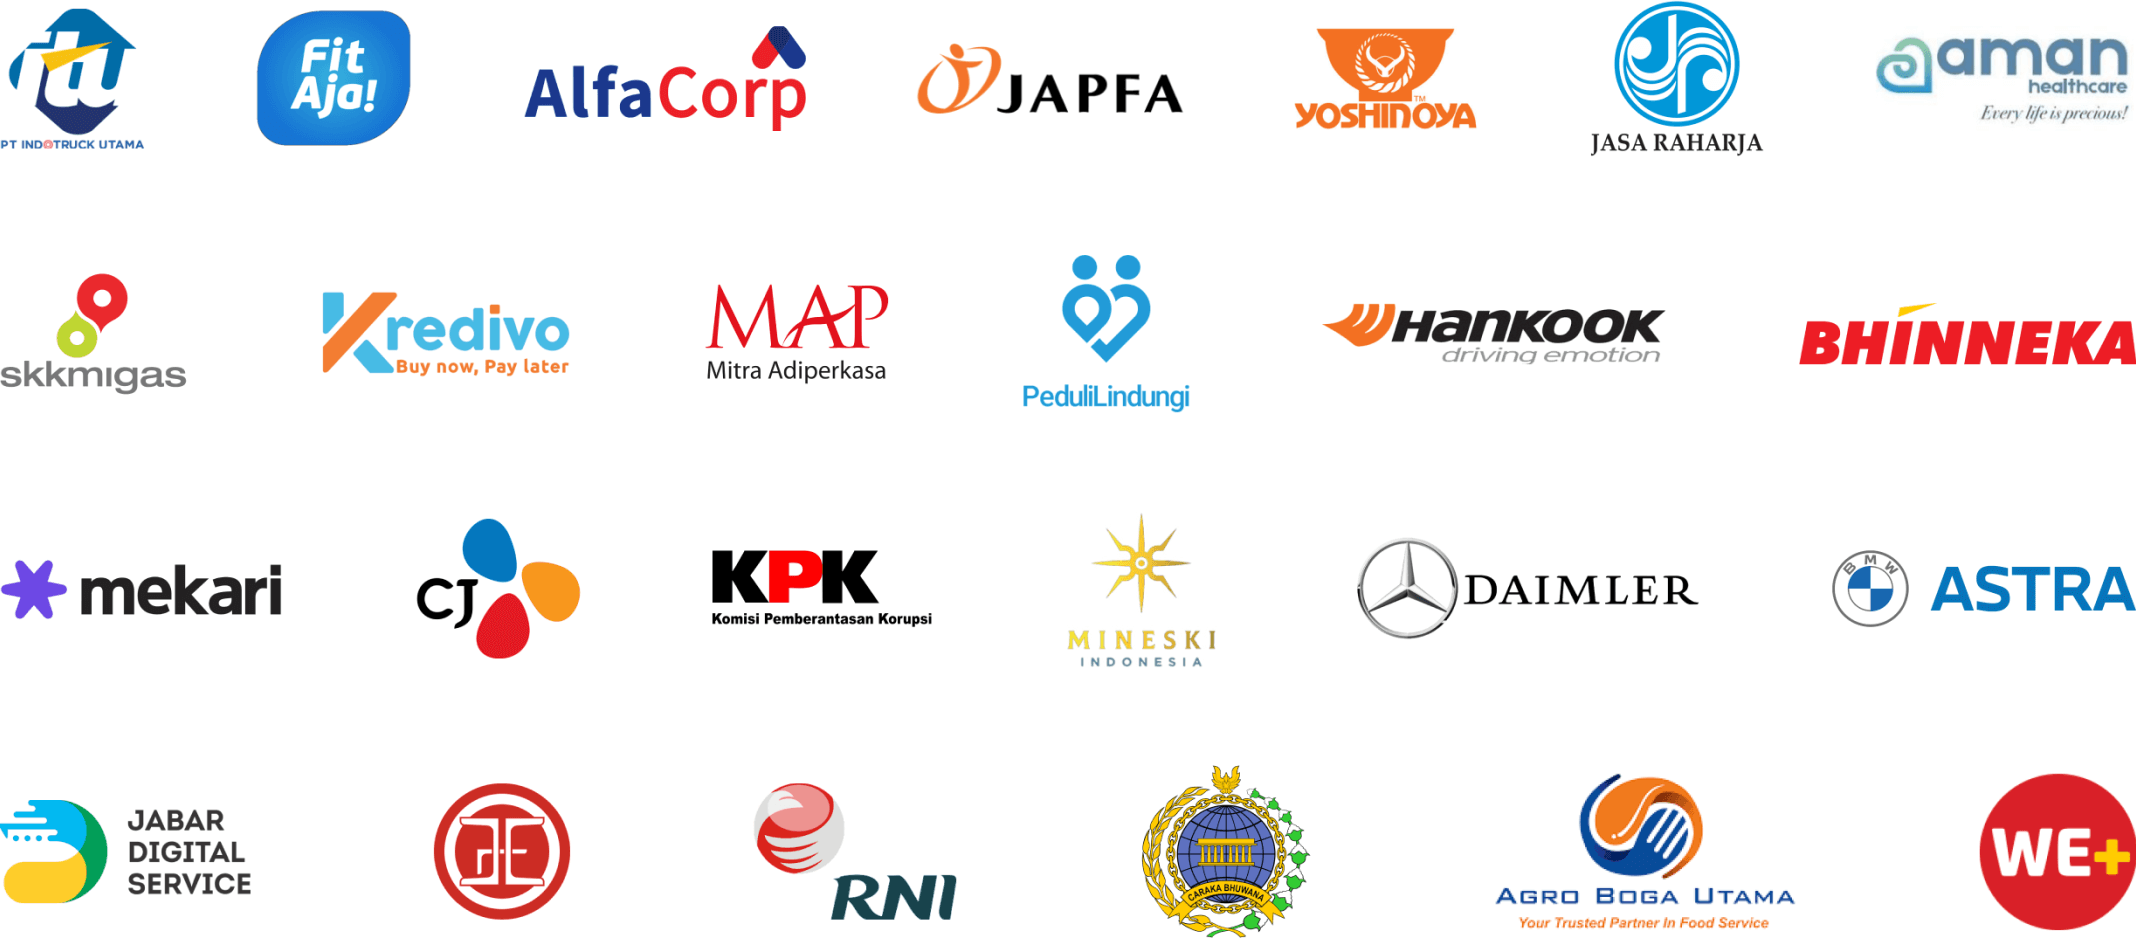 PT INDOTRUCK UTAMA
Fit
Aja!
AlfaCorp
JAPFA
YOSHINOYA
TM
JASA RAHARJA
aman
healthcare
Every life is precious!
skkmigas
Kredivo
Buy now, Pay later
MAP
Mitra Adiperkasa
PeduliLindungi
HANKOOK
driving emotion
BHINNEKA
mekari
CJ
KPK
Komisi Pemberantasan Korupsi
MINESKI
INDONESIA
DAIMLER
BMW
ASTRA
JABAR
DIGITAL
SERVICE
RNI
CARAKA BHUWANA
AGRO BOGA UTAMA
Your Trusted Partner In Food Service
WE+